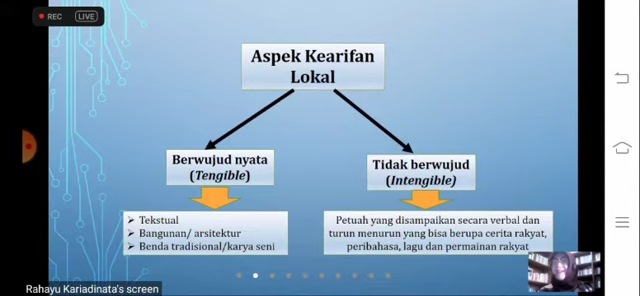 REC
LIVE
Aspek Kearifan
Lokal
Berwujud nyata
(Tengible)
Tidak berwujud
(Intengible)
Tekstual
Bangunan/ arsitektur
Benda tradisional/karya seni
Petuah yang disampaikan secara verbal dan
turun menurun yang bisa berupa cerita rakyat,
peribahasa, lagu dan permainan rakyat
Rahayu Kariadinata's screen